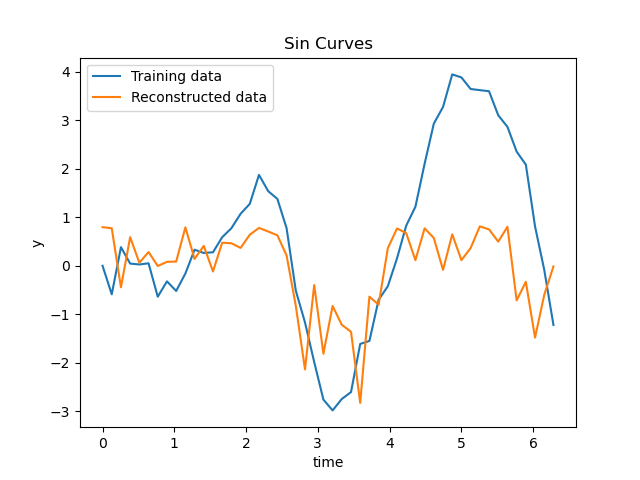 Sin Curves
Training data
Reconstructed data
4
3
2
1
0
−1
−2
−3
y
0 1 2 3 4 5 6
time